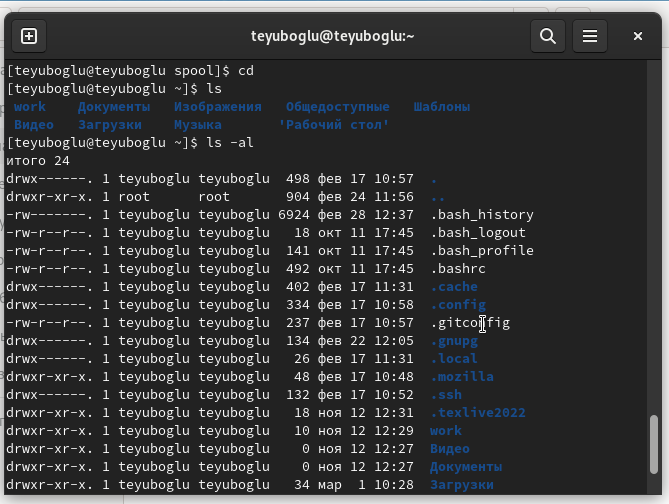 teyuboglu@teyuboglu:~
[teyuboglu@teyuboglu spool]$ cd
[teyuboglu@teyuboglu ~]$ ls
work Документы Изображения Общедоступные Шаблоны
Видео Загрузки Музыка 'Рабочий стол'
[teyuboglu@teyuboglu ~]$ ls -al
итого 24
drwx------. 1 teyuboglu teyuboglu 498 фев 17 10:57 .
drwxr-xr-x. 1 root root 904 фев 24 11:56 ..
-rw-------. 1 teyuboglu teyuboglu 6924 фев 28 12:37 .bash_history
-rw-r--r--. 1 teyuboglu teyuboglu 18 окт 11 17:45 .bash_logout
-rw-r--r--. 1 teyuboglu teyuboglu 141 окт 11 17:45 .bash_profile
-rw-r--r--. 1 teyuboglu teyuboglu 492 окт 11 17:45 .bashrc
drwx------. 1 teyuboglu teyuboglu 402 фев 17 11:31 .cache
drwx------. 1 teyuboglu teyuboglu 334 фев 17 10:58 .config
-rw-r--r--. 1 teyuboglu teyuboglu 237 фев 17 10:57 .gitconfig
drwx------. 1 teyuboglu teyuboglu 134 фев 22 12:05 .gnupg
drwx------. 1 teyuboglu teyuboglu 26 фев 17 11:31 .local
drwxr-xr-x. 1 teyuboglu teyuboglu 48 фев 17 10:48 .mozilla
drwx------. 1 teyuboglu teyuboglu 132 фев 17 10:52 .ssh
drwxr-xr-x. 1 teyuboglu teyuboglu 18 ноя 12 12:31 .texlive2022
drwxr-xr-x. 1 teyuboglu teyuboglu 10 ноя 12 12:29 work
drwxr-xr-x. 1 teyuboglu teyuboglu 0 ноя 12 12:27 Видео
drwxr-xr-x. 1 teyuboglu teyuboglu 0 ноя 12 12:27 Документы
drwxr-xr-x. 1 teyuboglu teyuboglu 34 мар 1 10:28 Загрузки